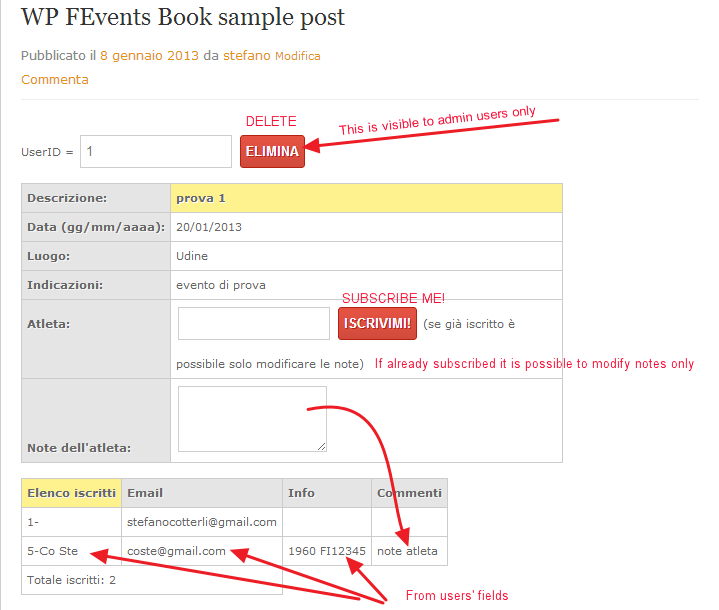 WP FEvents Book sample post
Pubblicato il 8 gennaio 2013 da stefano Modifica
Commenta
DELETE
This is visible to admin users only
UserID = 1 ELIMINA
Descrizione: prova 1
Data (gg/mm/aaaa): 20/01/2013
Luogo: Udine
Indicazioni: evento di prova
SUBSCRIBE ME!
Atleta: ISCRIVIMI! (se già iscritto è
possibile solo modificare le note) If already subscribed it is possible to modify notes only
Note dell'atleta:
Elenco iscritti Email Info Commenti
1- stefanocotterli@gmail.com
5-Co Ste coste@gmail.com 1960 FI12345 note atleta
Totale iscritti: 2
From users' fields